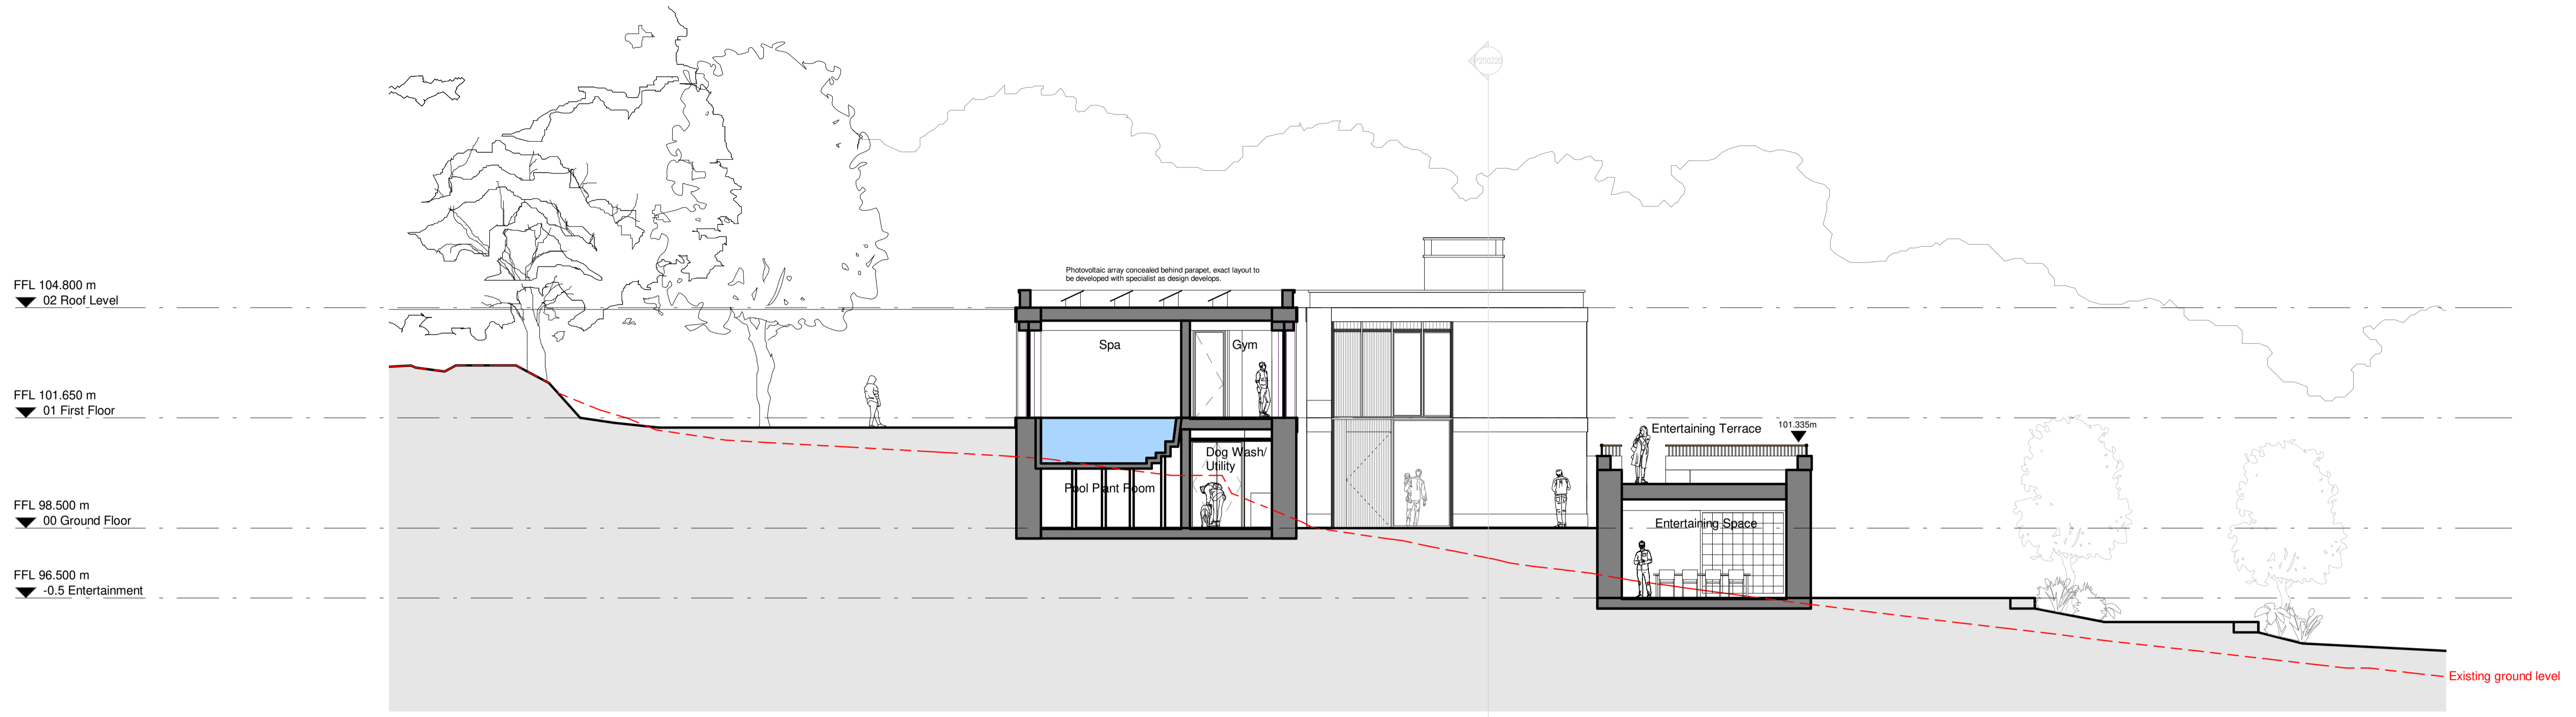 P200220
Photovoltaic array concealed behind parapet, exact layout to
be developed with specialist as design develops.
FFL 104.800 m
02 Roof Level
Spa
Gym
FFL 101.650 m
01 First Floor
Entertaining Terrace
101.335m
Dog Wash/
Utility
Pool Plant Room
FFL 98.500 m
00 Ground Floor
Entertaining Space
FFL 96.500 m
-0.5 Entertainment
Existing ground level